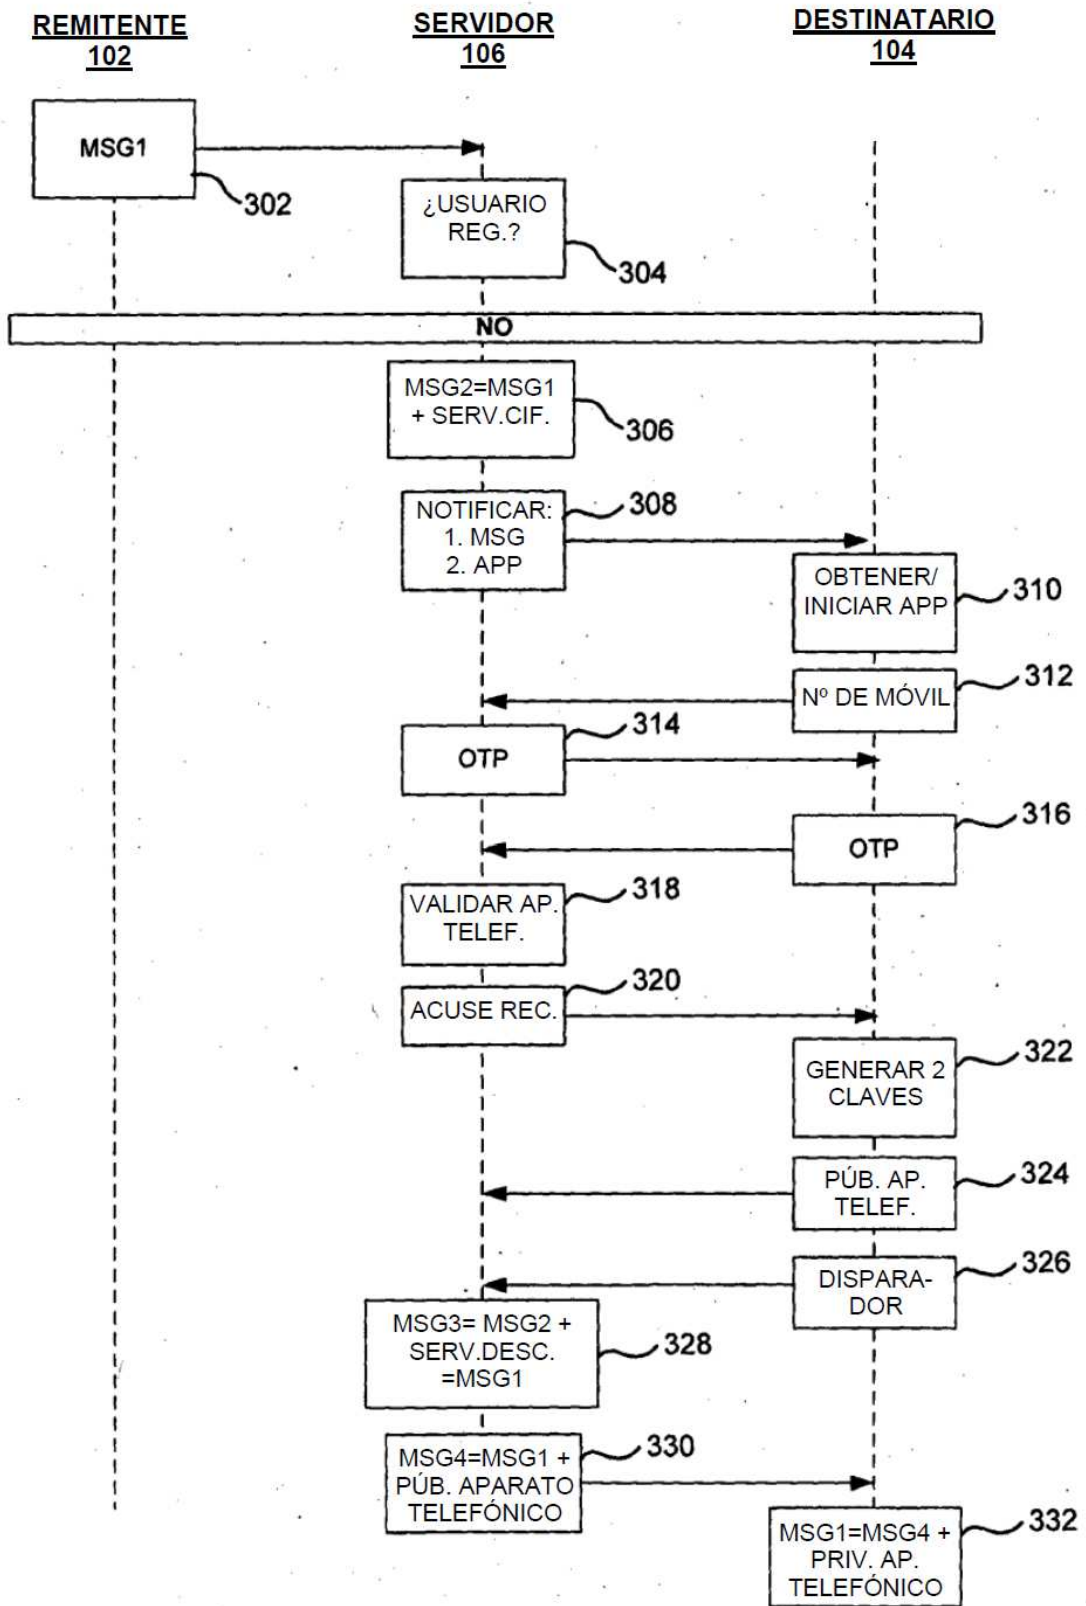 REMITENTE
102
SERVIDOR
106
DESTINATARIO
104
MSG1
302
¿USUARIO
REG.?
304
NO
MSG2=MSG1
+ SERV.CIF.
306
NOTIFICAR:
1. MSG
2. APP
308
OBTENER/
INICIAR APP
310
Nº DE MÓVIL
312
OTP
314
OTP
316
VALIDAR AP.
TELEF.
318
ACUSE REC.
320
GENERAR 2
CLAVES
322
PÚB. AP.
TELEF.
324
DISPARA-
DOR
326
MSG3= MSG2 +
SERV.DESC.
=MSG1
328
MSG4=MSG1 +
PÚB. APARATO
TELEFÓNICO
330
MSG1=MSG4 +
PRIV. AP.
TELEFÓNICO
332